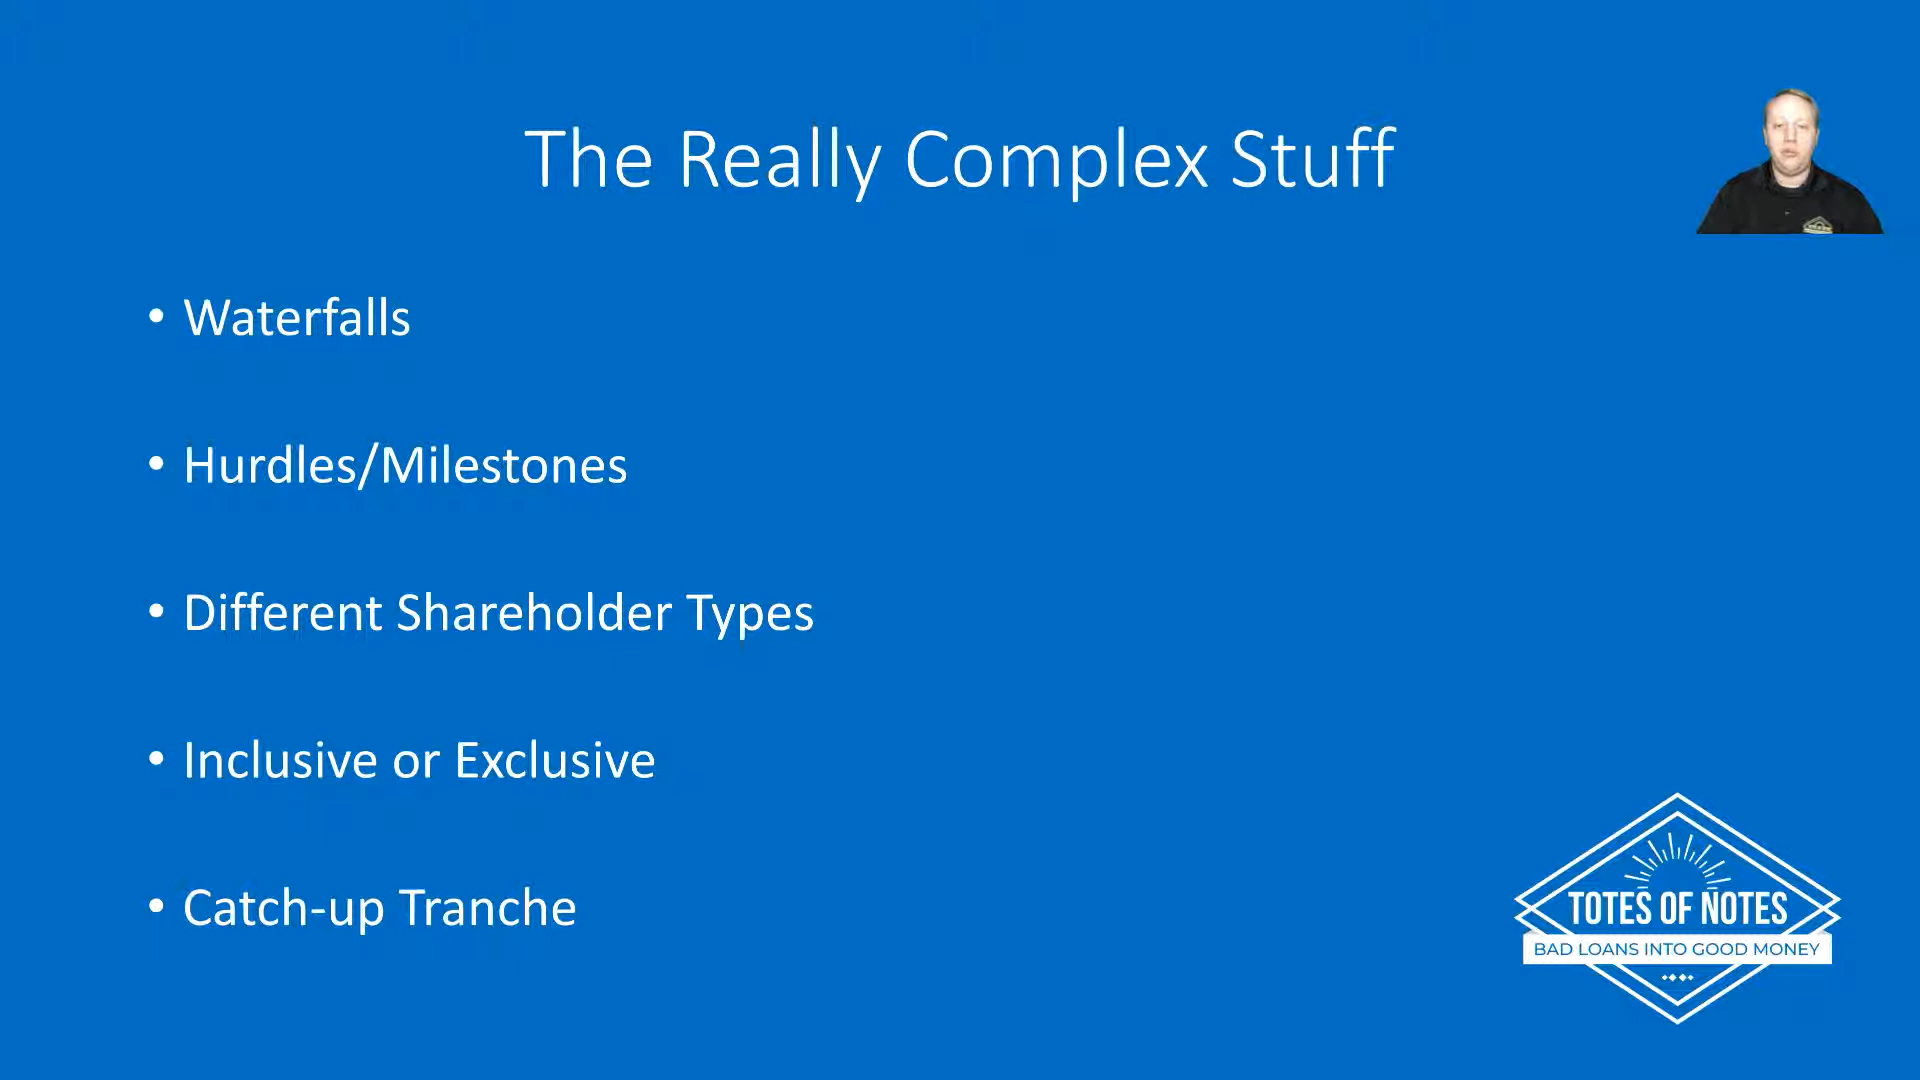 The Really Complex Stuff
• Waterfalls
• Hurdles/Milestones
• Different Shareholder Types
• Inclusive or Exclusive
• Catch-up Tranche
TOTES OF NOTES
BAD LOANS INTO GOOD MONEY